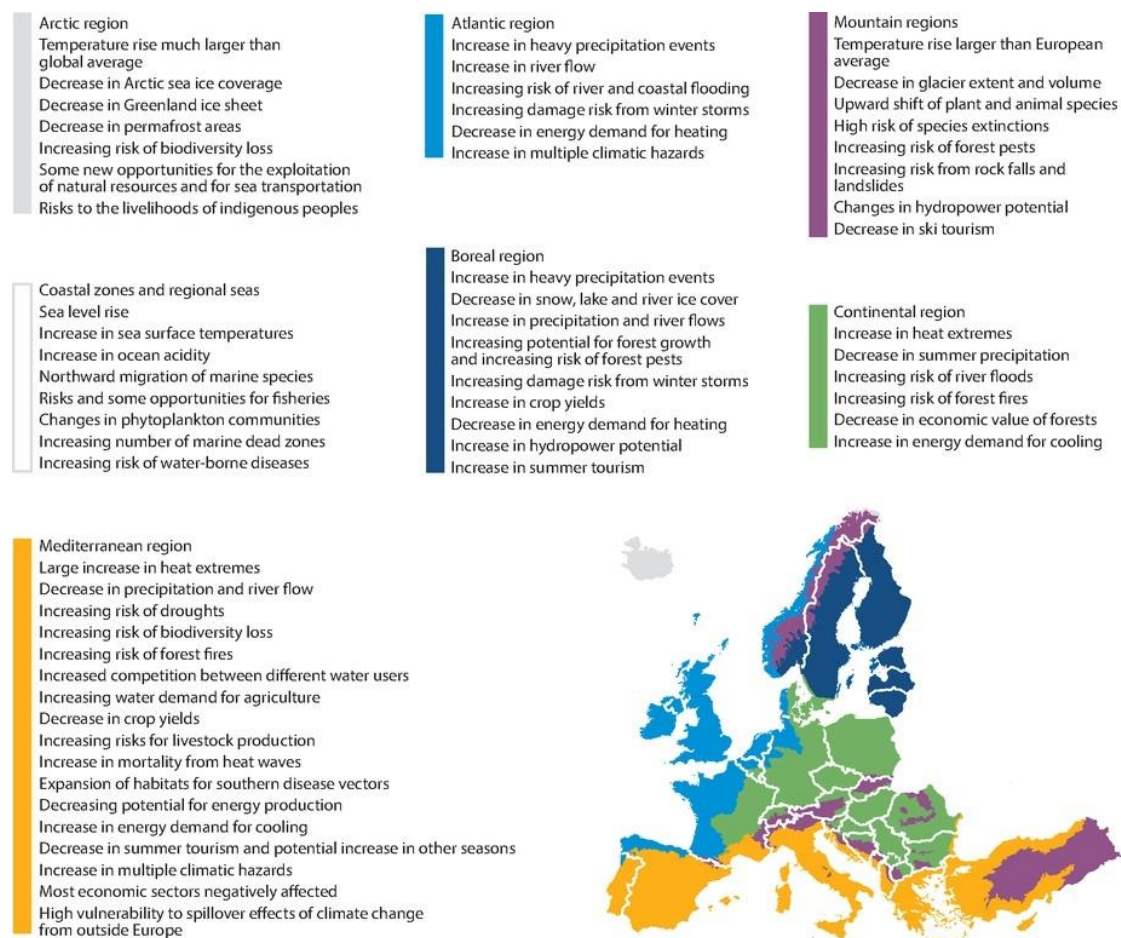 Arctic region
Temperature rise much larger than
global average
Decrease in Arctic sea ice coverage
Decrease in Greenland ice sheet
Decrease in permafrost areas
Increasing risk of biodiversity loss
Some new opportunities for the exploitation
of natural resources and for sea transportation
Risks to the livelihoods of indigenous peoples
Atlantic region
Increase in heavy precipitation events
Increase in river flow
Increasing risk of river and coastal flooding
Increasing damage risk from winter storms
Decrease in energy demand for heating
Increase in multiple climatic hazards
Mountain regions
Temperature rise larger than European
average
Decrease in glacier extent and volume
Upward shift of plant and animal species
High risk of species extinctions
Increasing risk of forest pests
Increasing risk from rock falls and
landslides
Changes in hydropower potential
Decrease in ski tourism
Coastal zones and regional seas
Sea level rise
Increase in sea surface temperatures
Increase in ocean acidity
Northward migration of marine species
Risks and some opportunities for fisheries
Changes in phytoplankton communities
Increasing number of marine dead zones
Increasing risk of water-borne diseases
Boreal region
Increase in heavy precipitation events
Decrease in snow, lake and river ice cover
Increase in precipitation and river flows
Increasing potential for forest growth
and increasing risk of forest pests
Increasing damage risk from winter storms
Increase in crop yields
Decrease in energy demand for heating
Increase in hydropower potential
Increase in summer tourism
Continental region
Increase in heat extremes
Decrease in summer precipitation
Increasing risk of river floods
Increasing risk of forest fires
Decrease in economic value of forests
Increase in energy demand for cooling
Mediterranean region
Large increase in heat extremes
Decrease in precipitation and river flow
Increasing risk of droughts
Increasing risk of biodiversity loss
Increasing risk of forest fires
Increased competition between different water users
Increasing water demand for agriculture
Decrease in crop yields
Increasing risks for livestock production
Increase in mortality from heat waves
Expansion of habitats for southern disease vectors
Decreasing potential for energy production
Increase in energy demand for cooling
Decrease in summer tourism and potential increase in other seasons
Increase in multiple climatic hazards
Most economic sectors negatively affected
High vulnerability to spillover effects of climate change
from outside Europe